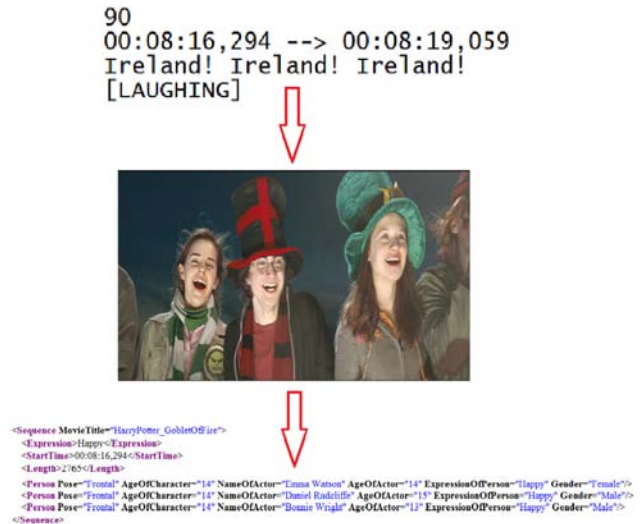 90
00:08:16,294 --> 00:08:19,059
Ireland! Ireland! Ireland!
[LAUGHING]
<Sequence MovieTitle="HarryPotter_GobletOfFire">
<Expression>Happy</Expression>
<StartTime>00:08:16,294</StartTime>
<Length>2765</Length>
<Person Pose="Frontal" AgeOfCharacter="14" NameOfActor="Emma Watson" AgeOfActor="14" ExpressionOfPerson="Happy" Gender="Female"/>
<Person Pose="Frontal" AgeOfCharacter="14" NameOfActor="Daniel Radcliffe" AgeOfActor="15" ExpressionOfPerson="Happy" Gender="Male"/>
<Person Pose="Frontal" AgeOfCharacter="14" NameOfActor="Bonnie Wright" AgeOfActor="13" ExpressionOfPerson="Happy" Gender="Male"/>
</Sequence>